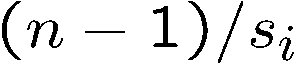 (n − 1)/s_i